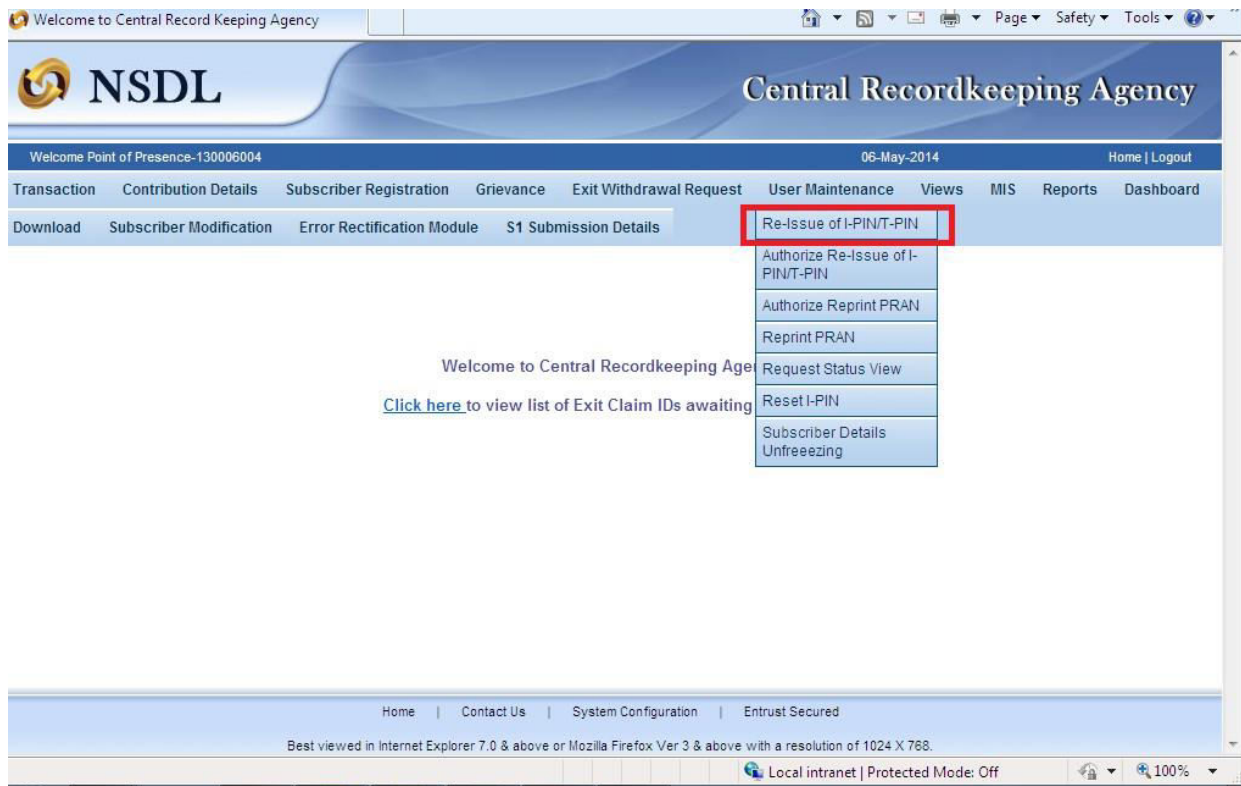 Welcome to Central Record Keeping Agency
Page Safety Tools
NSDL Central Recordkeeping Agency
Welcome Point of Presence-130006004 06-May-2014 Home | Logout
Transaction Contribution Details Subscriber Registration Grievance Exit Withdrawal Request User Maintenance Views MIS Reports Dashboard
Download Subscriber Modification Error Rectification Module S1 Submission Details
Re-Issue of I-PIN/T-PIN
Authorize Re-Issue of I-
PIN/T-PIN
Authorize Reprint PRAN
Reprint PRAN
Request Status View
Reset I-PIN
Subscriber Details
Unfreeezing
Welcome to Central Recordkeeping Age
Click here to view list of Exit Claim IDs awaiting
Home | Contact Us | System Configuration | Entrust Secured
Best viewed in Internet Explorer 7.0 & above or Mozilla Firefox Ver 3 & above with a resolution of 1024 X 768.
Local intranet | Protected Mode: Off 100%